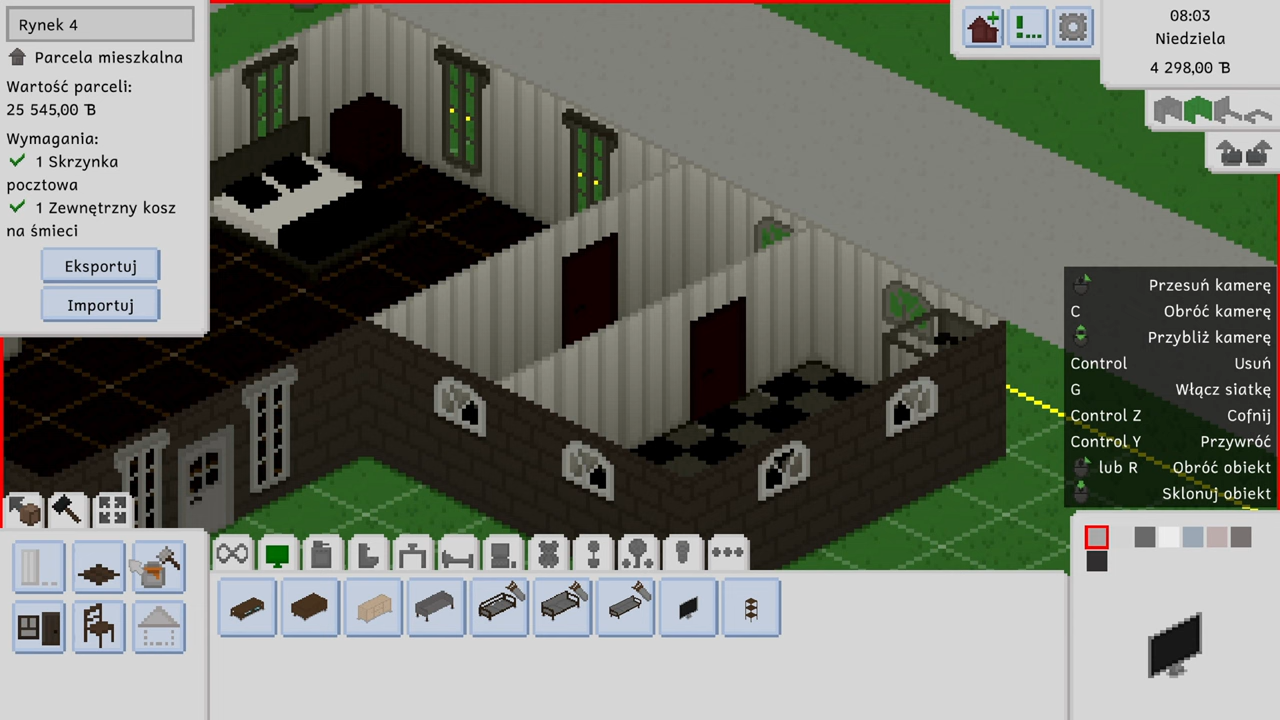 Rynek 4
Parcela mieszkalna
Wartość parceli:
25 545,00 Ɓ
Wymagania:
1 Skrzynka
pocztowa
1 Zewnętrzny kosz
na śmieci
Eksportuj
Importuj
08:03
Niedziela
4 298,00 Ɓ
Przesuń kamerę
C Obróć kamerę
Przybliż kamerę
Control Usuń
G Włącz siatkę
Control Z Cofnij
Control Y Przywróć
lub R Obróć obiekt
Sklonuj obiekt